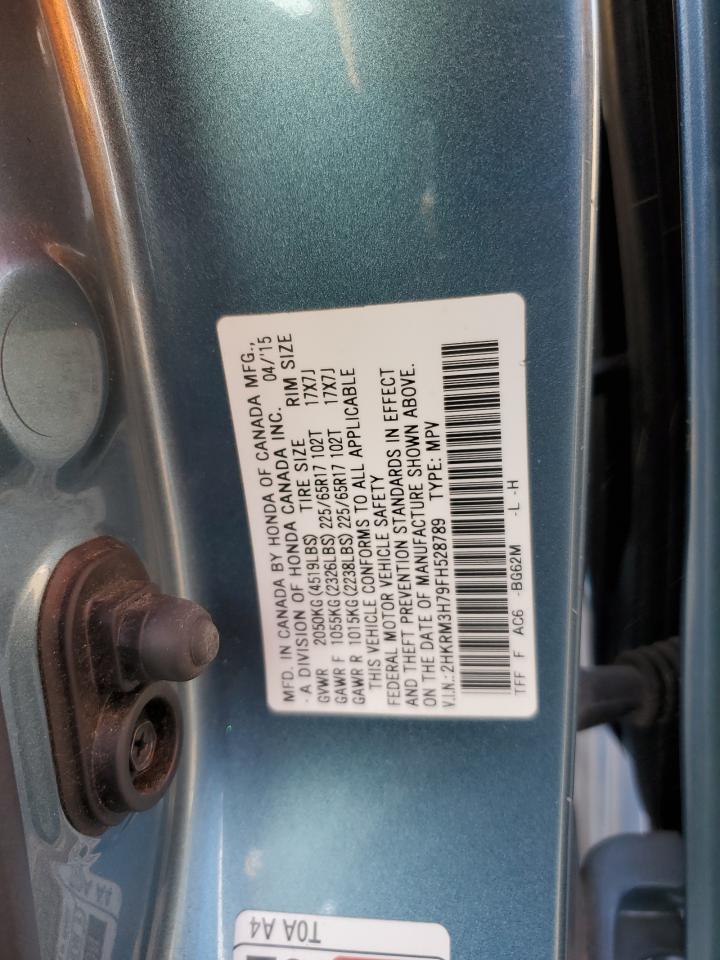 MFD. IN CANADA BY HONDA OF CANADA MFG.,
- A DIVISION OF HONDA CANADA INC. 04/'15
GVWR 2050KG(4519LBS) TIRE SIZE RIM SIZE
GAWR F 1055KG(2326LBS) 225/65R17 102T 17X7J
GAWR R 1015KG(2238LBS) 225/65R17 102T 17X7J
THIS VEHICLE CONFORMS TO ALL APPLICABLE
FEDERAL MOTOR VEHICLE SAFETY
AND THEFT PREVENTION STANDARDS IN EFFECT
ON THE DATE OF MANUFACTURE SHOWN ABOVE.
V.I.N.:2HKRM3H79FH528789 TYPE: MPV
TFF F AC6 -BG62M -L -H
T0A A4